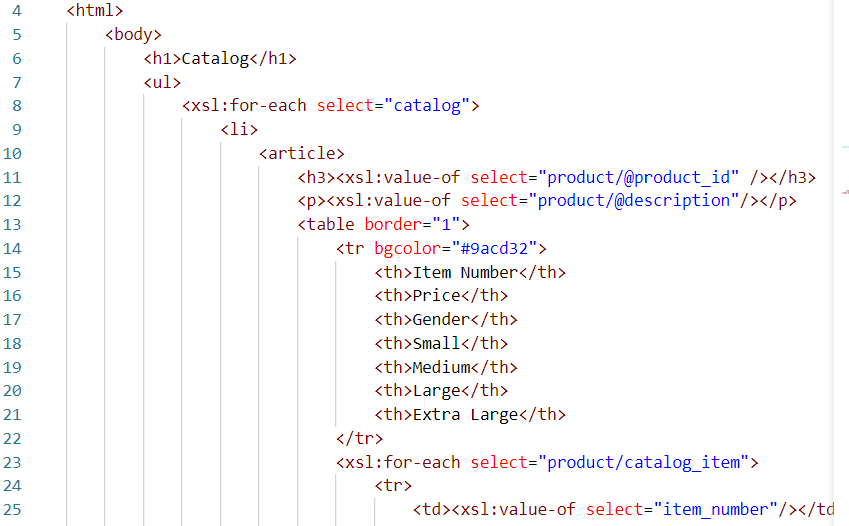 4 <html>
5 <body>
6 <h1>Catalog</h1>
7 <ul>
8 <xsl:for-each select="catalog">
9 <li>
10 <article>
11 <h3><xsl:value-of select="product/@product_id" /></h3>
12 <p><xsl:value-of select="product/@description"/></p>
13 <table border="1">
14 <tr bgcolor="#9acd32">
15 <th>Item Number</th>
16 <th>Price</th>
17 <th>Gender</th>
18 <th>Small</th>
19 <th>Medium</th>
20 <th>Large</th>
21 <th>Extra Large</th>
22 </tr>
23 <xsl:for-each select="product/catalog_item">
24 <tr>
25 <td><xsl:value-of select="item_number"/></td